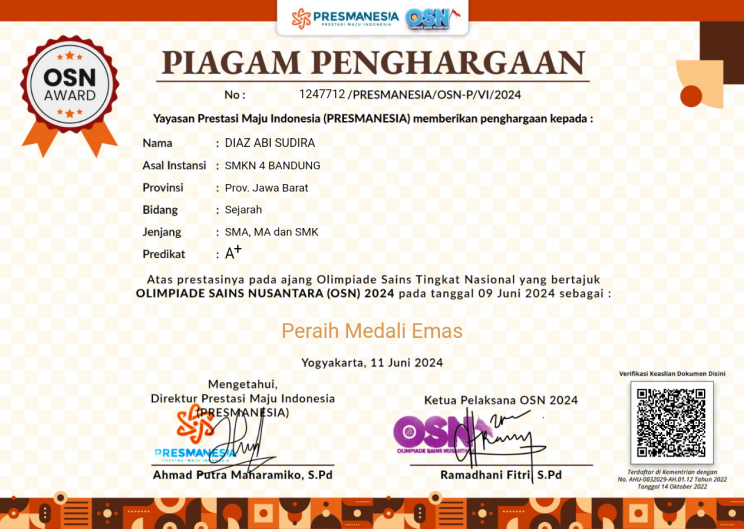 PRESMANESIA
PRESTASI MAJU INDONESIA
OSN
OLIMPIADE SAINS NUSANTARA
OSN
AWARD
PIAGAM PENGHARGAAN
No : 1247712 /PRESMANESIA/OSN-P/VI/2024
Yayasan Prestasi Maju Indonesia (PRESMANESIA) memberikan penghargaan kepada :
Nama : DIAZ ABI SUDIRA
Asal Instansi : SMKN 4 BANDUNG
Provinsi : Prov. Jawa Barat
Bidang : Sejarah
Jenjang : SMA, MA dan SMK
Predikat : A+
Atas prestasinya pada ajang Olimpiade Sains Tingkat Nasional yang bertajuk
OLIMPIADE SAINS NUSANTARA (OSN) 2024 pada tanggal 09 Juni 2024 sebagai :
Peraih Medali Emas
Yogyakarta, 11 Juni 2024
Mengetahui,
Direktur Prestasi Maju Indonesia
(PRESMANESIA)
PRESMANESIA
PRESTASI MAJU INDONESIA
Ahmad Putra Maharamiko, S.Pd
Ketua Pelaksana OSN 2024
OSN
OLIMPIADE SAINS NUSANTARA
Ramadhani Fitri, S.Pd
Verifikasi Keaslian Dokumen Disini
Terdaftar di Kementrian dengan
No. AHU-0032029-AH.01.12 Tahun 2022
Tanggal 14 Oktober 2022